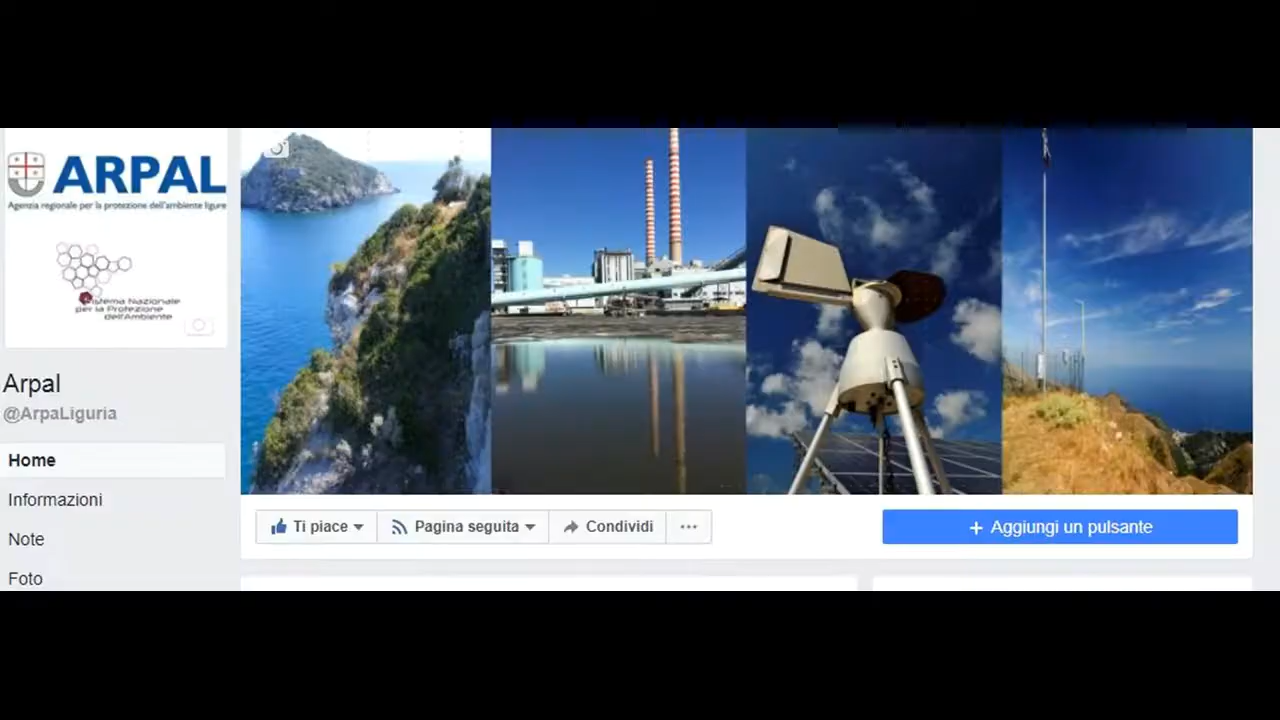 ARPAL
Agenzia regionale per la protezione dell'ambiente ligure
Sistema Nazionale
per la Protezione
dell'Ambiente
Arpal
@ArpaLiguria
Home
Informazioni
Note
Foto
Ti piace
Pagina seguita
Condividi
+ Aggiungi un pulsante